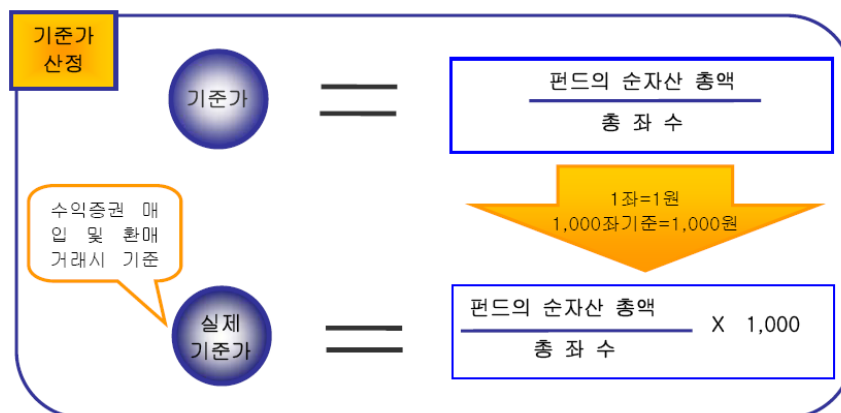 기준가
산정
기준가
펀드의 순자산 총액
총 좌 수
1좌=1원
1,000좌기준=1,000원
수익증권 매
입 및 환매
거래시 기준
실제
기준가
펀드의 순자산 총액
총 좌 수
X 1,000